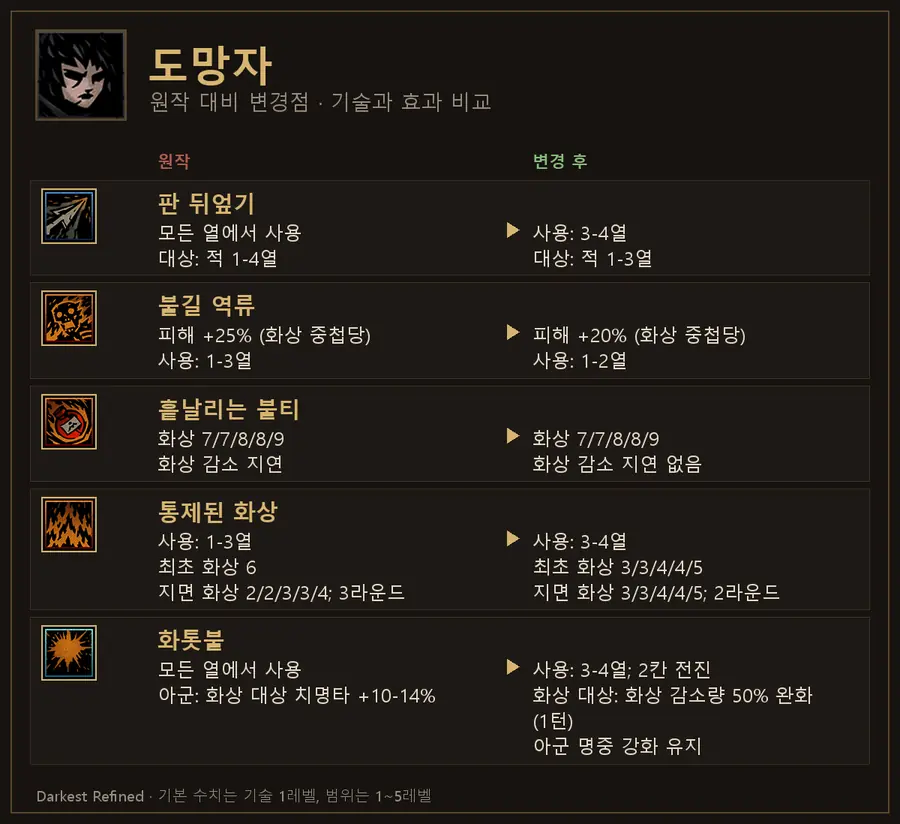 도망자
원작 대비 변경점 · 기술과 효과 비교
원작
변경 후
판 뒤엎기
모든 열에서 사용
▶ 사용: 3-4열
대상: 적 1-4열
대상: 적 1-3열
불길 역류
피해 +25% (화상 중첩당)
▶ 피해 +20% (화상 중첩당)
사용: 1-3열
사용: 1-2열
흩날리는 불티
화상 7/7/8/8/9
▶ 화상 7/7/8/8/9
화상 감소 지연
화상 감소 지연 없음
통제된 화상
사용: 1-3열
▶ 사용: 3-4열
최초 화상 6
최초 화상 3/3/4/4/5
지면 화상 2/2/3/3/4; 3라운드
지면 화상 3/3/4/4/5; 2라운드
화톳불
모든 열에서 사용
▶ 사용: 3-4열; 2칸 전진
아군: 화상 대상 치명타 +10-14%
화상 대상: 화상 감소량 50% 완화
(1턴)
아군 명중 강화 유지
Darkest Refined · 기본 수치는 기술 1레벨, 범위는 1~5레벨